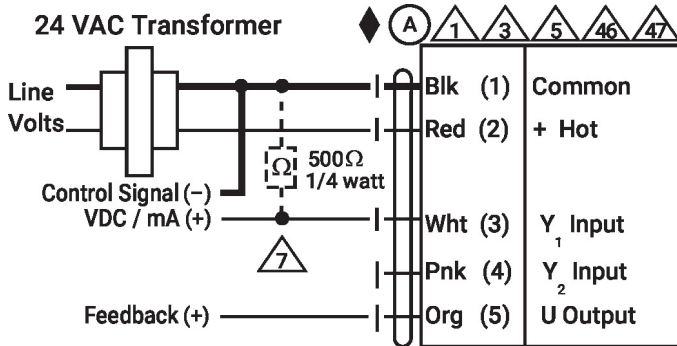 24 VAC Transformer
A 1 3 5 46 47
Line
Volts
Blk (1) Common
Red (2) + Hot
Ω 500Ω
1/4 watt
Control Signal (−)
VDC / mA (+)
Wht (3) Y1 Input
7
Pnk (4) Y2 Input
Feedback (+)
Org (5) U Output